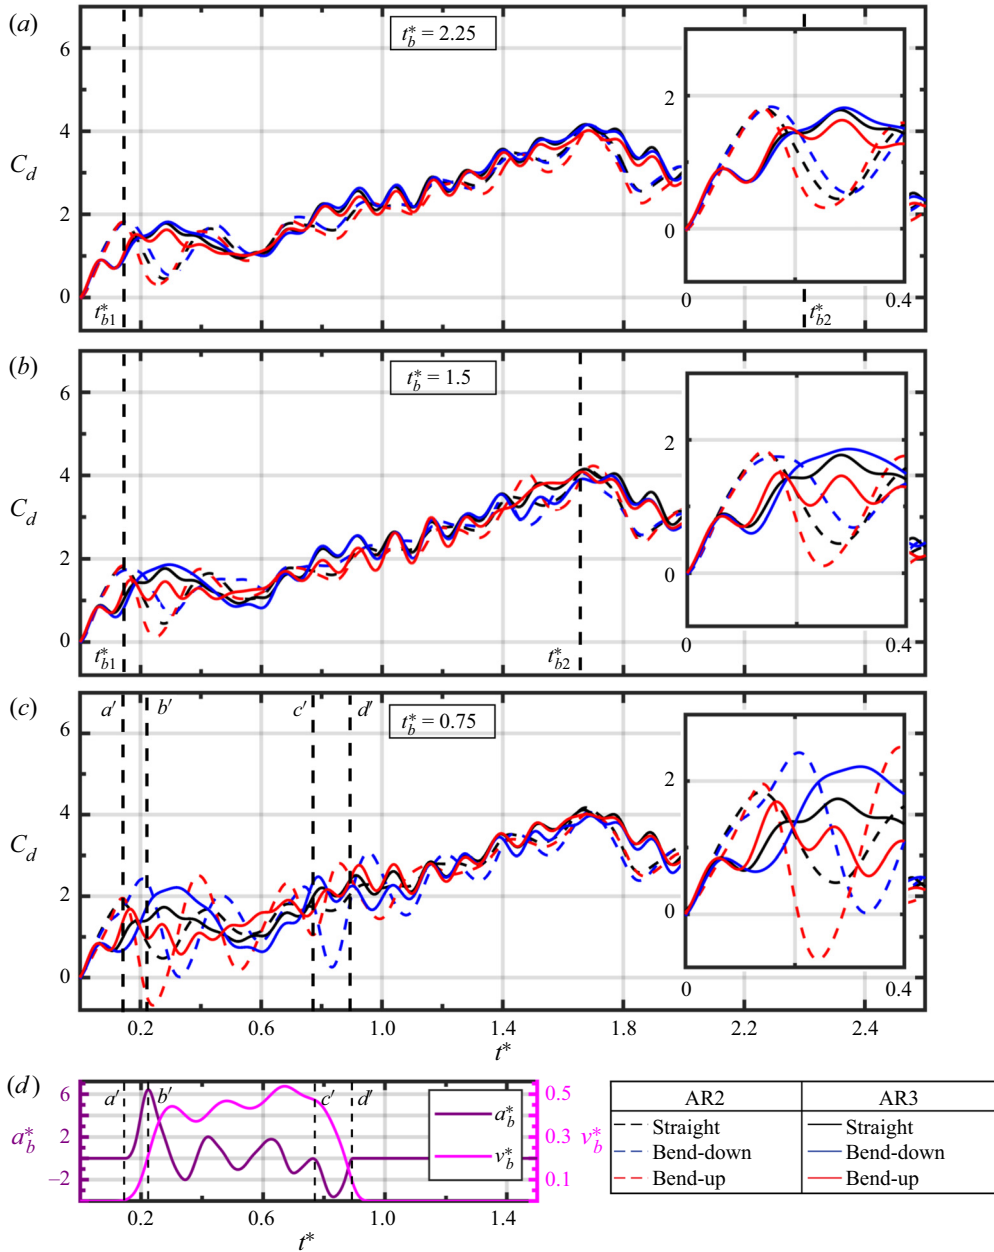 (a)
t*b = 2.25
6
4
Cd
2
0
t*b1
2
0
0
0.4
t*b2
(b)
t*b = 1.5
6
4
Cd
2
0
t*b1
t*b2
2
0
0
0.4
(c)
a′ b′ c′ d′
t*b = 0.75
6
4
Cd
2
0
2
0
0
0.4
0.2 0.6 1.0 1.4 1.8 2.2 2.4
t*
(d)
a′ b′ c′ d′
6
2
−2
a*b
a*b
v*b
0.5
0.3
0.1
v*b
0.2 0.6 1.0 1.4
t*
AR2 AR3
Straight Straight
Bend-down Bend-down
Bend-up Bend-up